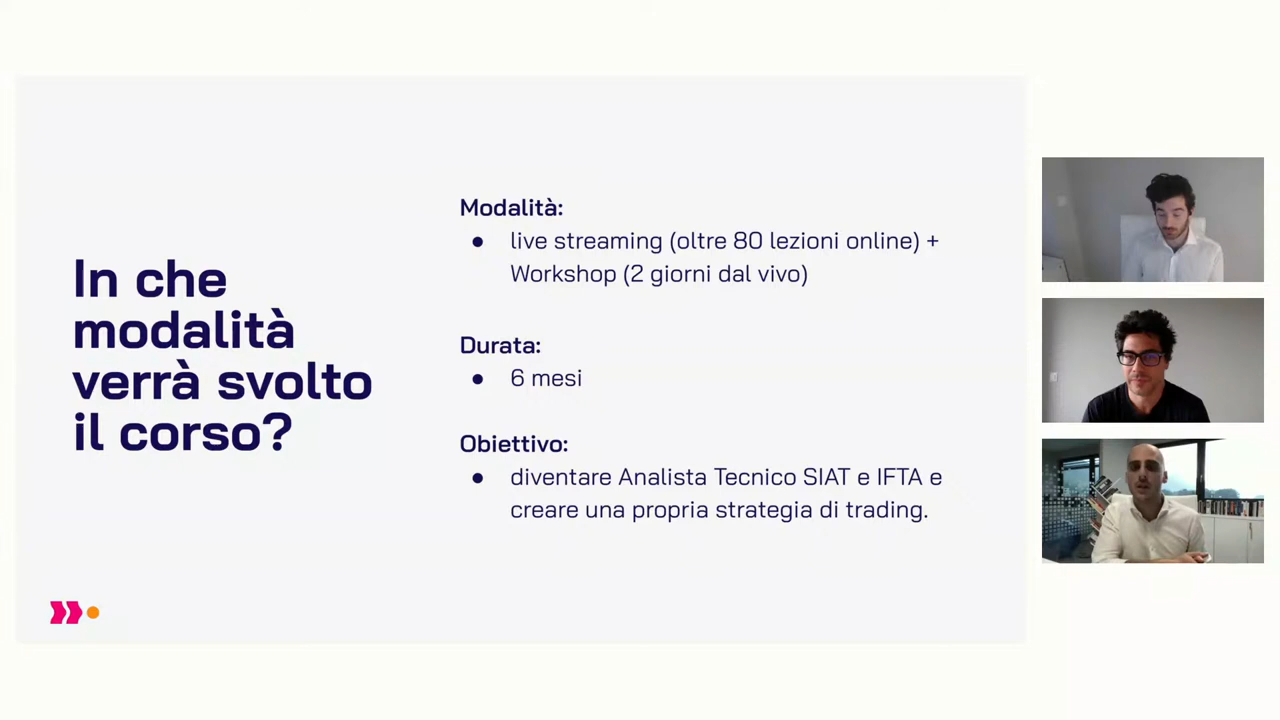 In che
modalità
verrà svolto
il corso?
Modalità:
● live streaming (oltre 80 lezioni online) +
Workshop (2 giorni dal vivo)
Durata:
● 6 mesi
Obiettivo:
● diventare Analista Tecnico SIAT e IFTA e
creare una propria strategia di trading.